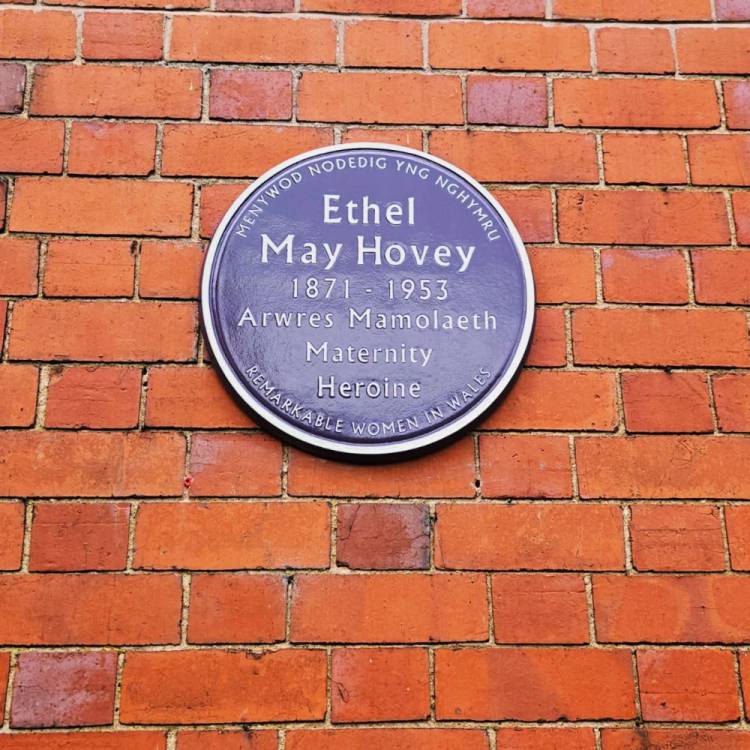 MENYWOD NODEDIG YNG NGHYMRU
Ethel
May Hovey
1871 - 1953
Arwres Mamolaeth
Maternity
Heroine
REMARKABLE WOMEN IN WALES